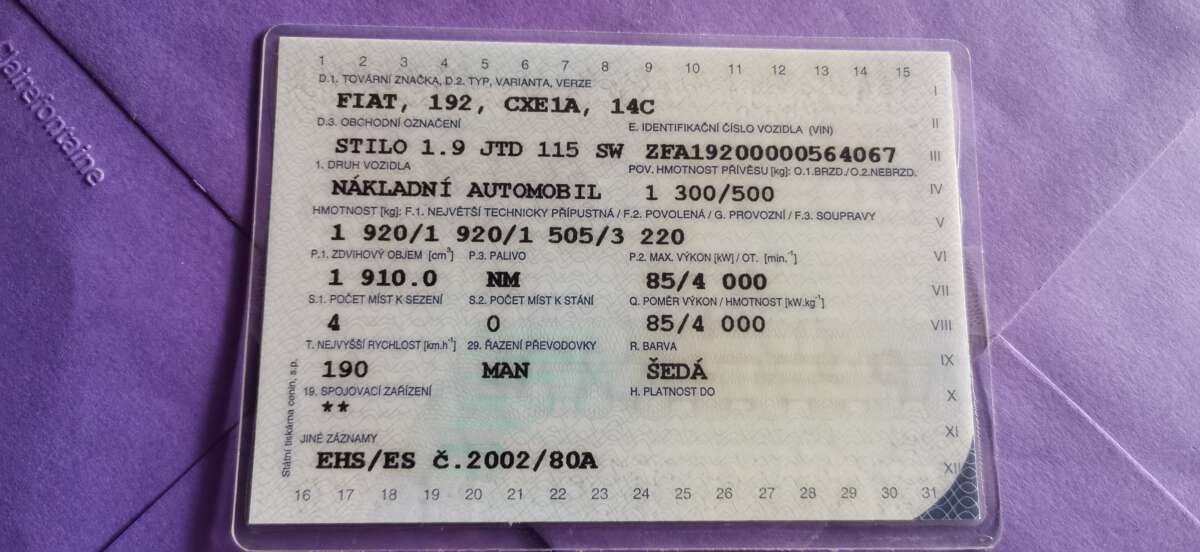 Clairefontaine
1 2 3 4 5 6 7 8 9 10 11 12 13 14 15
D.1. TOVÁRNÍ ZNAČKA, D.2. TYP, VARIANTA, VERZE
I
FIAT, 192, CXE1A, 14C
D.3. OBCHODNÍ OZNAČENÍ E. IDENTIFIKAČNÍ ČÍSLO VOZIDLA (VIN)
II
STILO 1.9 JTD 115 SW ZFA19200000564067
III
1. DRUH VOZIDLA POV. HMOTNOST PŘÍVĚSU [kg]: O.1.BRZD./O.2.NEBRZD.
NÁKLADNÍ AUTOMOBIL 1 300/500
IV
HMOTNOST [kg]: F.1. NEJVĚTŠÍ TECHNICKY PŘÍPUSTNÁ / F.2. POVOLENÁ / G. PROVOZNÍ / F.3. SOUPRAVY
V
1 920/1 920/1 505/3 220
P.1. ZDVIHOVÝ OBJEM [cm³] P.3. PALIVO P.2. MAX. VÝKON [kW] / OT. [min.⁻¹]
VI
1 910.0 NM 85/4 000
VII
S.1. POČET MÍST K SEZENÍ S.2. POČET MÍST K STÁNÍ Q. POMĚR VÝKON / HMOTNOST [kW.kg⁻¹]
4 0 85/4 000
VIII
T. NEJVYŠŠÍ RYCHLOST [km.h⁻¹] 29. ŘAZENÍ PŘEVODOVKY R. BARVA
IX
190 MAN ŠEDÁ
19. SPOJOVACÍ ZAŘÍZENÍ H. PLATNOST DO
X
**
XI
JINÉ ZÁZNAMY
EHS/ES č.2002/80A
XII
16 17 18 19 20 21 22 23 24 25 26 27 28 29 30 31
Státní tiskárna cenin, s.p.